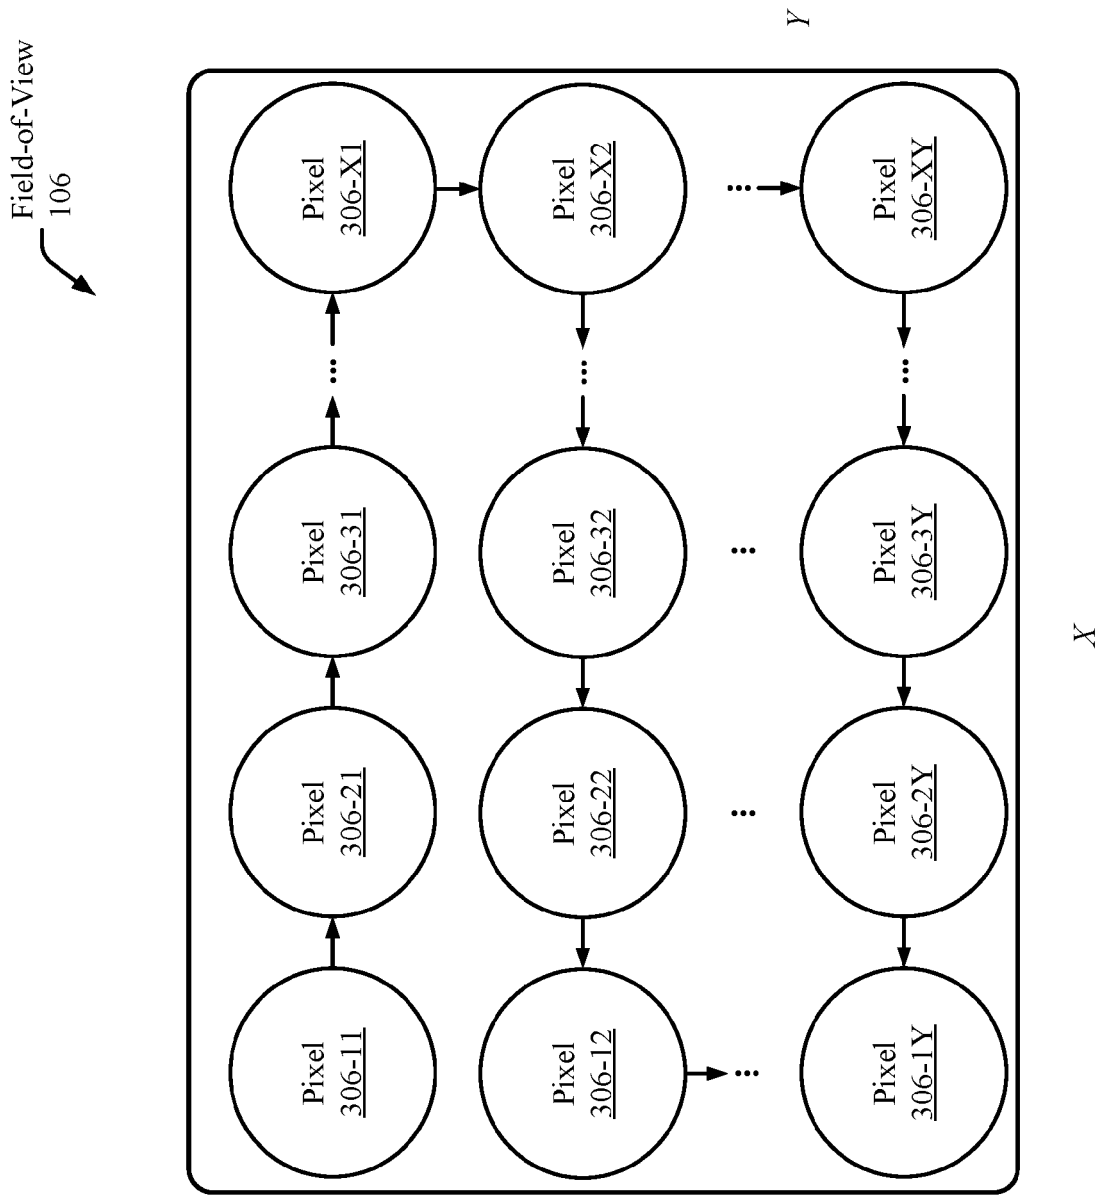 Field-of-View
106
Pixel
306-11
Pixel
306-21
Pixel
306-31
...
Pixel
306-X1
Pixel
306-12
Pixel
306-22
Pixel
306-32
...
Pixel
306-X2
...
...
...
...
Y
Pixel
306-1Y
Pixel
306-2Y
Pixel
306-3Y
...
Pixel
306-XY
X